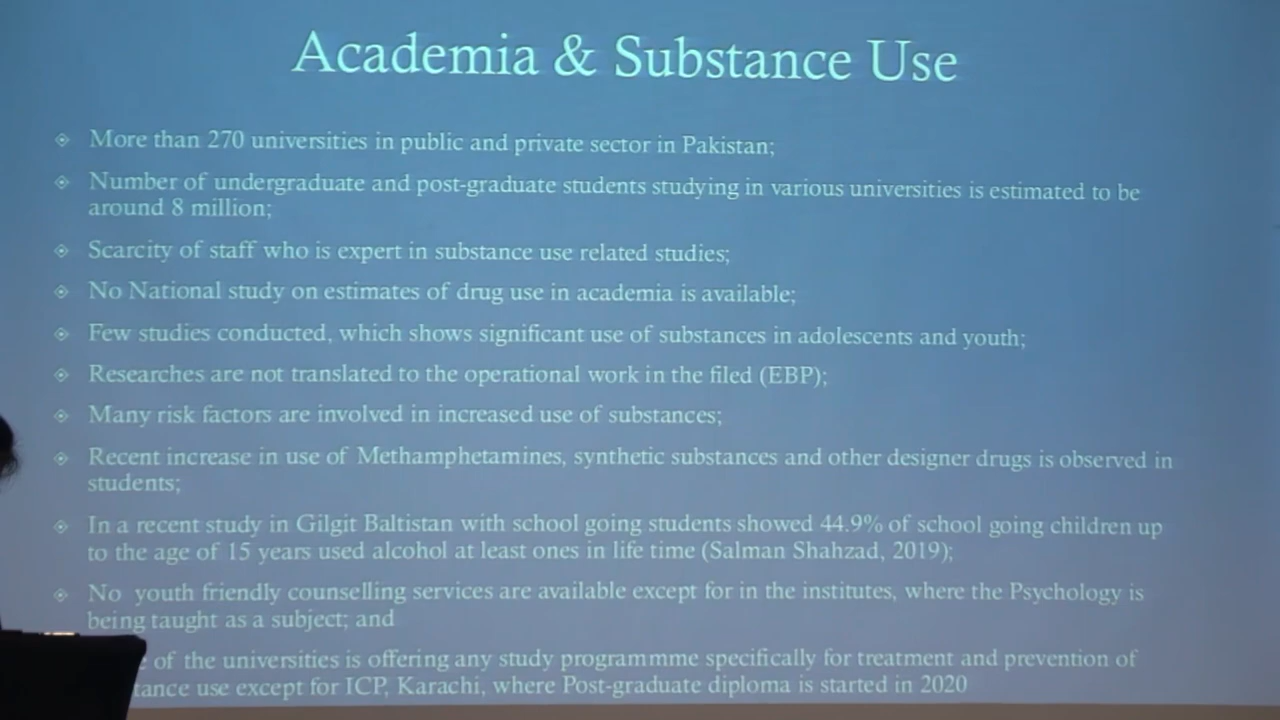 Academia & Substance Use
More than 270 universities in public and private sector in Pakistan;
Number of undergraduate and post-graduate students studying in various universities is estimated to be
around 8 million;
Scarcity of staff who is expert in substance use related studies;
No National study on estimates of drug use in academia is available;
Few studies conducted, which shows significant use of substances in adolescents and youth;
Researches are not translated to the operational work in the filed (EBP);
Many risk factors are involved in increased use of substances;
Recent increase in use of Methamphetamines, synthetic substances and other designer drugs is observed in
students;
In a recent study in Gilgit Baltistan with school going students showed 44.9% of school going children up
to the age of 15 years used alcohol at least ones in life time (Salman Shahzad, 2019);
No youth friendly counselling services are available except for in the institutes, where the Psychology is
being taught as a subject; and
of the universities is offering any study programmme specifically for treatment and prevention of
use except for ICP, Karachi, where Post-graduate diploma is started in 2020